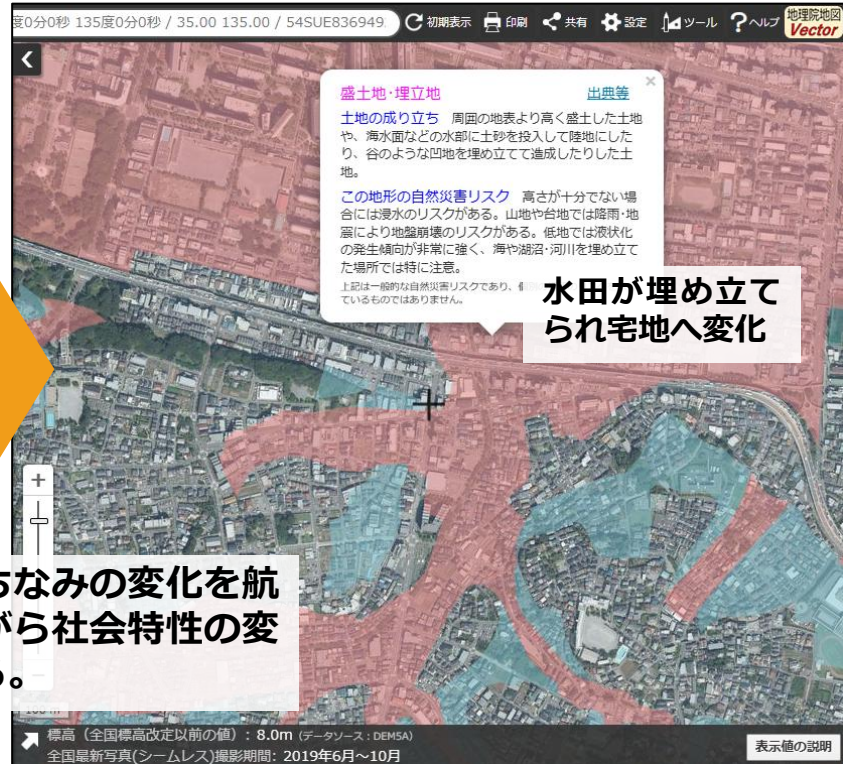 度0分0秒 135度0分0秒 / 35.00 135.00 / 54SUE836949
初期表示 印刷 共有 設定 ツール ヘルプ 地理院地図
Vector
盛土地・埋立地 出典等
土地の成り立ち 周囲の地表より高く盛土した土地
や、海水面などの水部に土砂を投入して陸地にした
り、谷のような凹地を埋め立てて造成したりした土
地。
この地形の自然災害リスク 高さが十分でない場
合には浸水のリスクがある。山地や台地では降雨・地
震により地盤崩壊のリスクがある。低地では液状化
の発生傾向が非常に強く、海や湖沼・河川を埋め立て
た場所では特に注意。
上記は一般的な自然災害リスクであり、
ているものではありません。
水田が埋め立て
られ宅地へ変化
ちなみの変化を航
がら社会特性の変
る。
標高（全国標高改定以前の値）: 8.0m (データソース : DEM5A)
全国最新写真(シームレス)撮影期間: 2019年6月～10月
表示値の説明